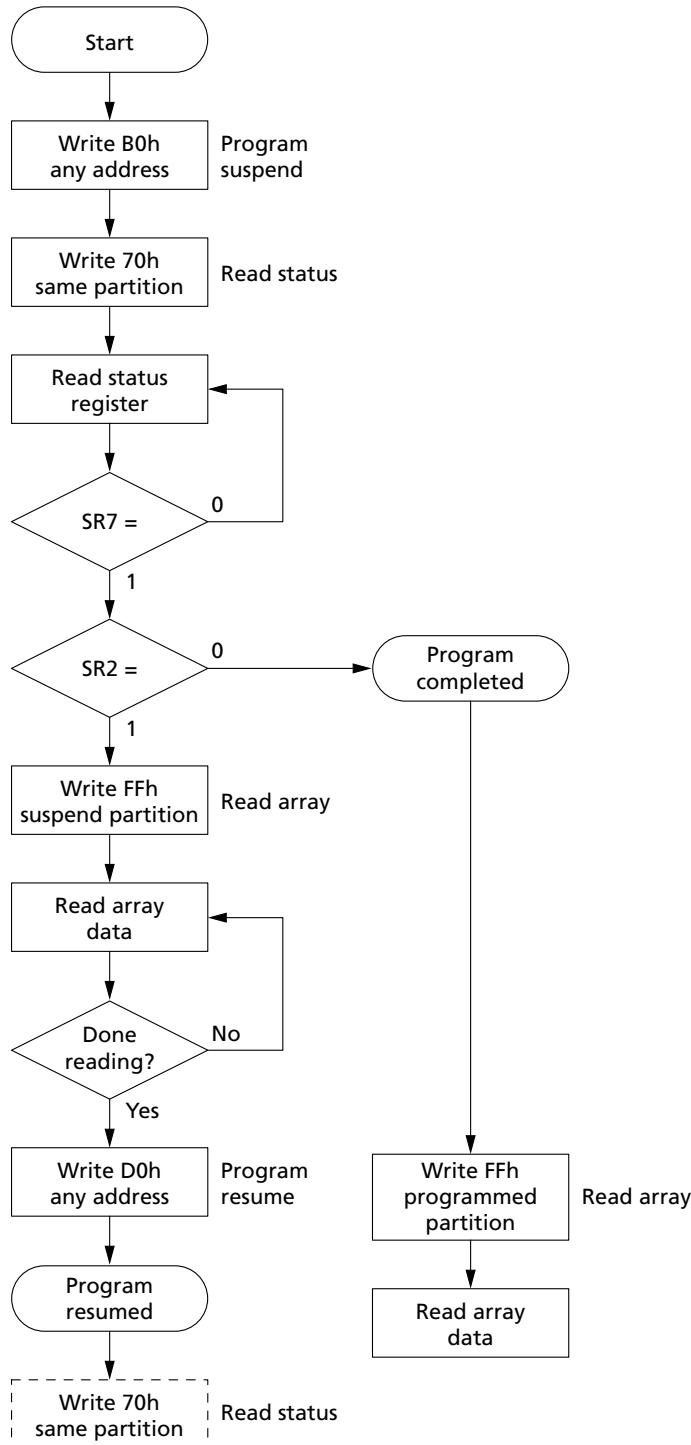 Start
Write B0h
any address
Program
suspend
Write 70h
same partition
Read status
Read status
register
SR7 =
0
1
SR2 =
0
Program
completed
1
Write FFh
suspend partition
Read array
Read array
data
Done
reading?
No
Yes
Write D0h
any address
Program
resume
Write FFh
programmed
partition
Read array
Program
resumed
Read array
data
Write 70h
same partition
Read status